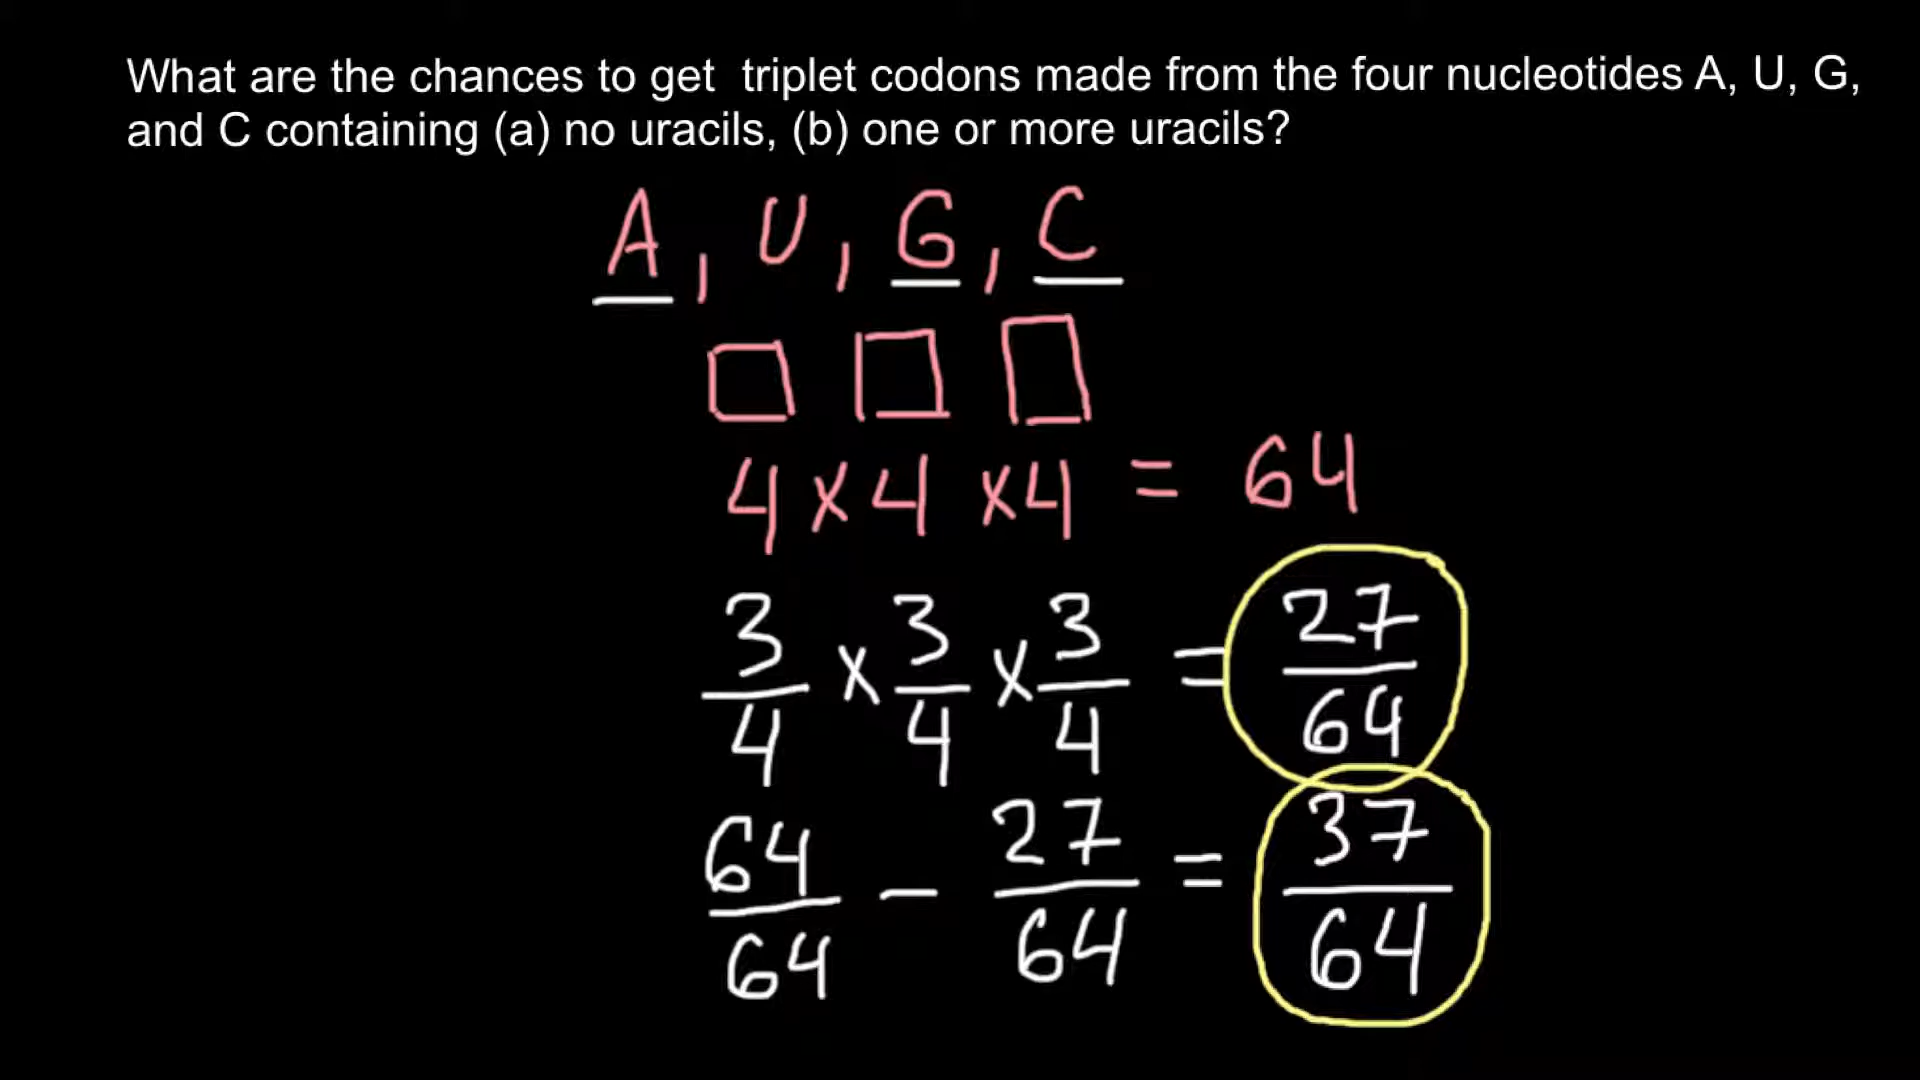 What are the chances to get triplet codons made from the four nucleotides A, U, G,
and C containing (a) no uracils, (b) one or more uracils?
A, U, G, C
4 x 4 x 4 = 64
3/4 x 3/4 x 3/4 = 27/64
64/64 - 27/64 = 37/64